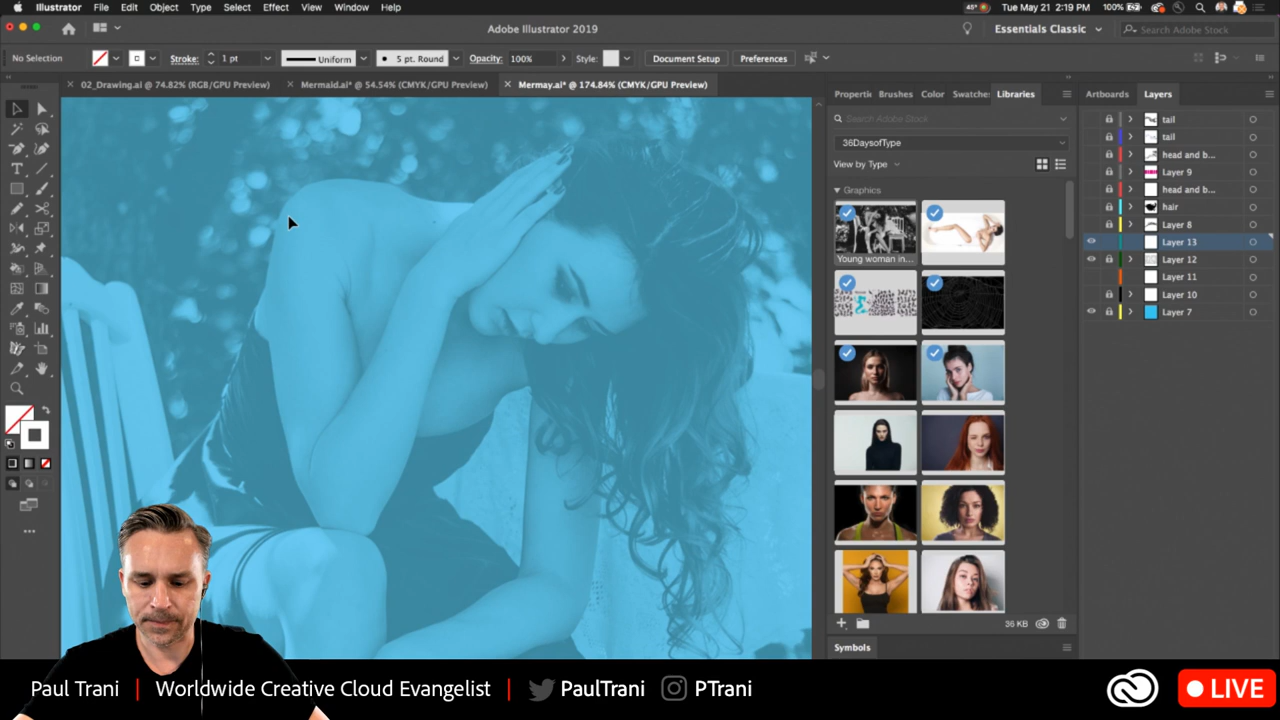 Illustrator File Edit Object Type Select Effect View Window Help
45° 100% Tue May 21 2:19 PM
Adobe Illustrator 2019
Essentials Classic
Search Adobe Stock
No Selection Stroke: 1 pt Uniform 5 pt. Round Opacity: 100% Style: Document Setup Preferences
02_Drawing.ai @ 74.82% (RGB/GPU Preview) Mermaid.ai* @ 54.54% (CMYK/GPU Preview) Mermay.ai* @ 174.84% (CMYK/GPU Preview)
Properti Brushes Color Swatche: Libraries
Artboards Layers
Search Adobe Stock
36DaysofType
View by Type
Graphics
Young woman in...
36 KB
Symbols
tail
tail
head and b...
Layer 9
head and b...
hair
Layer 8
Layer 13
Layer 12
Layer 11
Layer 10
Layer 7
Paul Trani | Worldwide Creative Cloud Evangelist | PaulTrani PTrani
LIVE